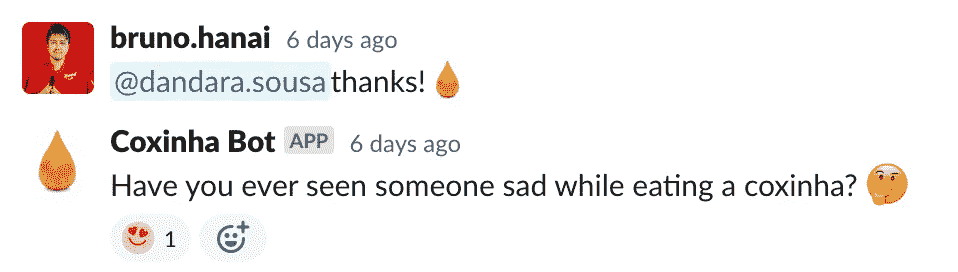 bruno.hanai 6 days ago
@dandara.sousa thanks!
Coxinha Bot APP 6 days ago
Have you ever seen someone sad while eating a coxinha?
1